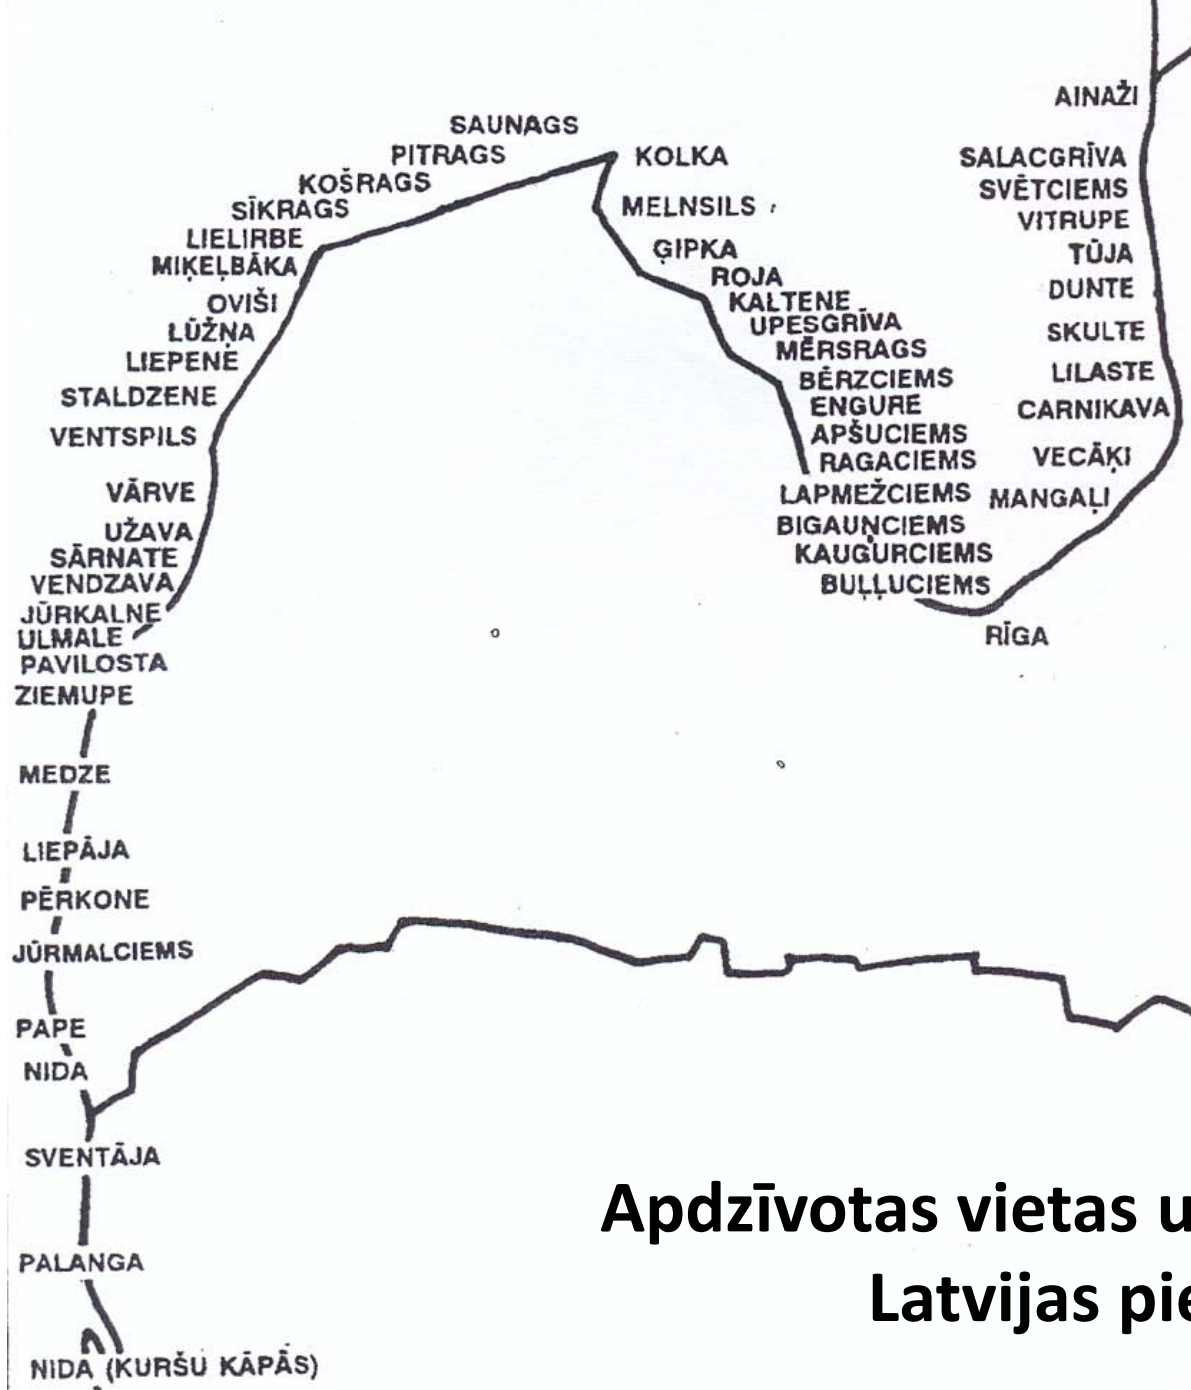 SAUNAGS
PITRAGS
KOŠRAGS
SĪKRAGS
LIELIRBE
MIĶEĻBĀKA
OVIŠI
LŪŽŅA
LIEPENE
STALDZENE
VENTSPILS
VĀRVE
UŽAVA
SĀRNATE
VENDZAVA
JŪRKALNE
ULMALE
PAVILOSTA
ZIEMUPE
MEDZE
LIEPĀJA
PĒRKONE
JŪRMALCIEMS
PAPE
NIDA
SVENTĀJA
PALANGA
NIDA (KURŠU KĀPĀS)
KOLKA
MELNSILS
ĢIPKA
ROJA
KALTENE
UPESGRĪVA
MĒRSRAGS
BĒRZCIEMS
ENGURE
APŠUCIEMS
RAGACIEMS
LAPMEŽCIEMS
BIGAUŅCIEMS
KAUGURCIEMS
BUĻĻUCIEMS
RĪGA
AINAŽI
SALACGRĪVA
SVĒTCIEMS
VITRUPE
TŪJA
DUNTE
SKULTE
LILASTE
CARNIKAVA
VECĀĶI
MANGAĻI
Apdzīvotas vietas u
Latvijas pie